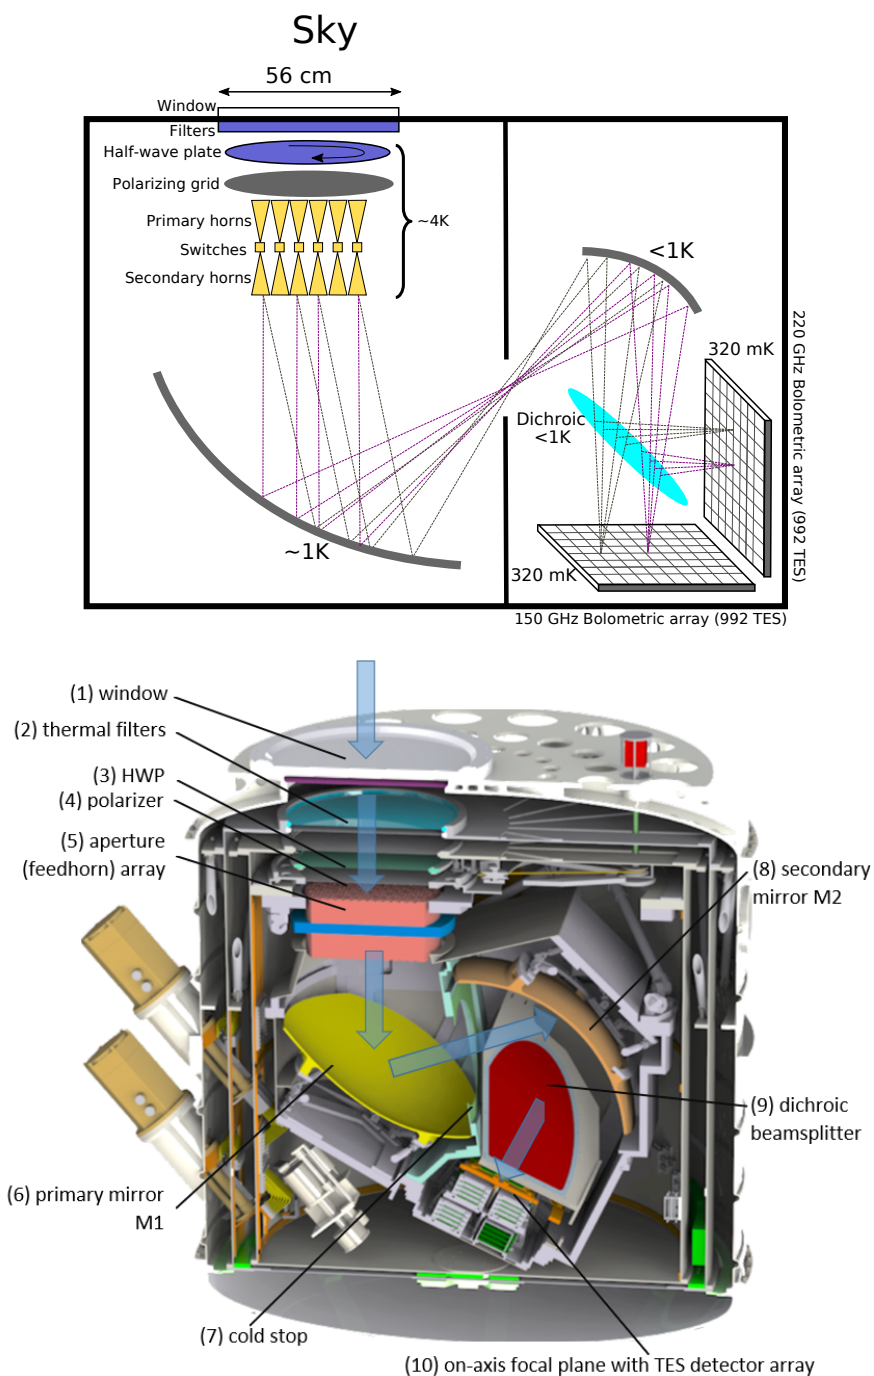 Sky
56 cm
Window
Filters
Half-wave plate
Polarizing grid
Primary horns
Switches
Secondary horns
~4K
<1K
320 mK
Dichroic
<1K
~1K
320 mK
220 GHz Bolometric array (992 TES)
150 GHz Bolometric array (992 TES)
(1) window
(2) thermal filters
(3) HWP
(4) polarizer
(5) aperture
(feedhorn) array
(8) secondary
mirror M2
(9) dichroic
beamsplitter
(6) primary mirror
M1
(7) cold stop
(10) on-axis focal plane with TES detector array